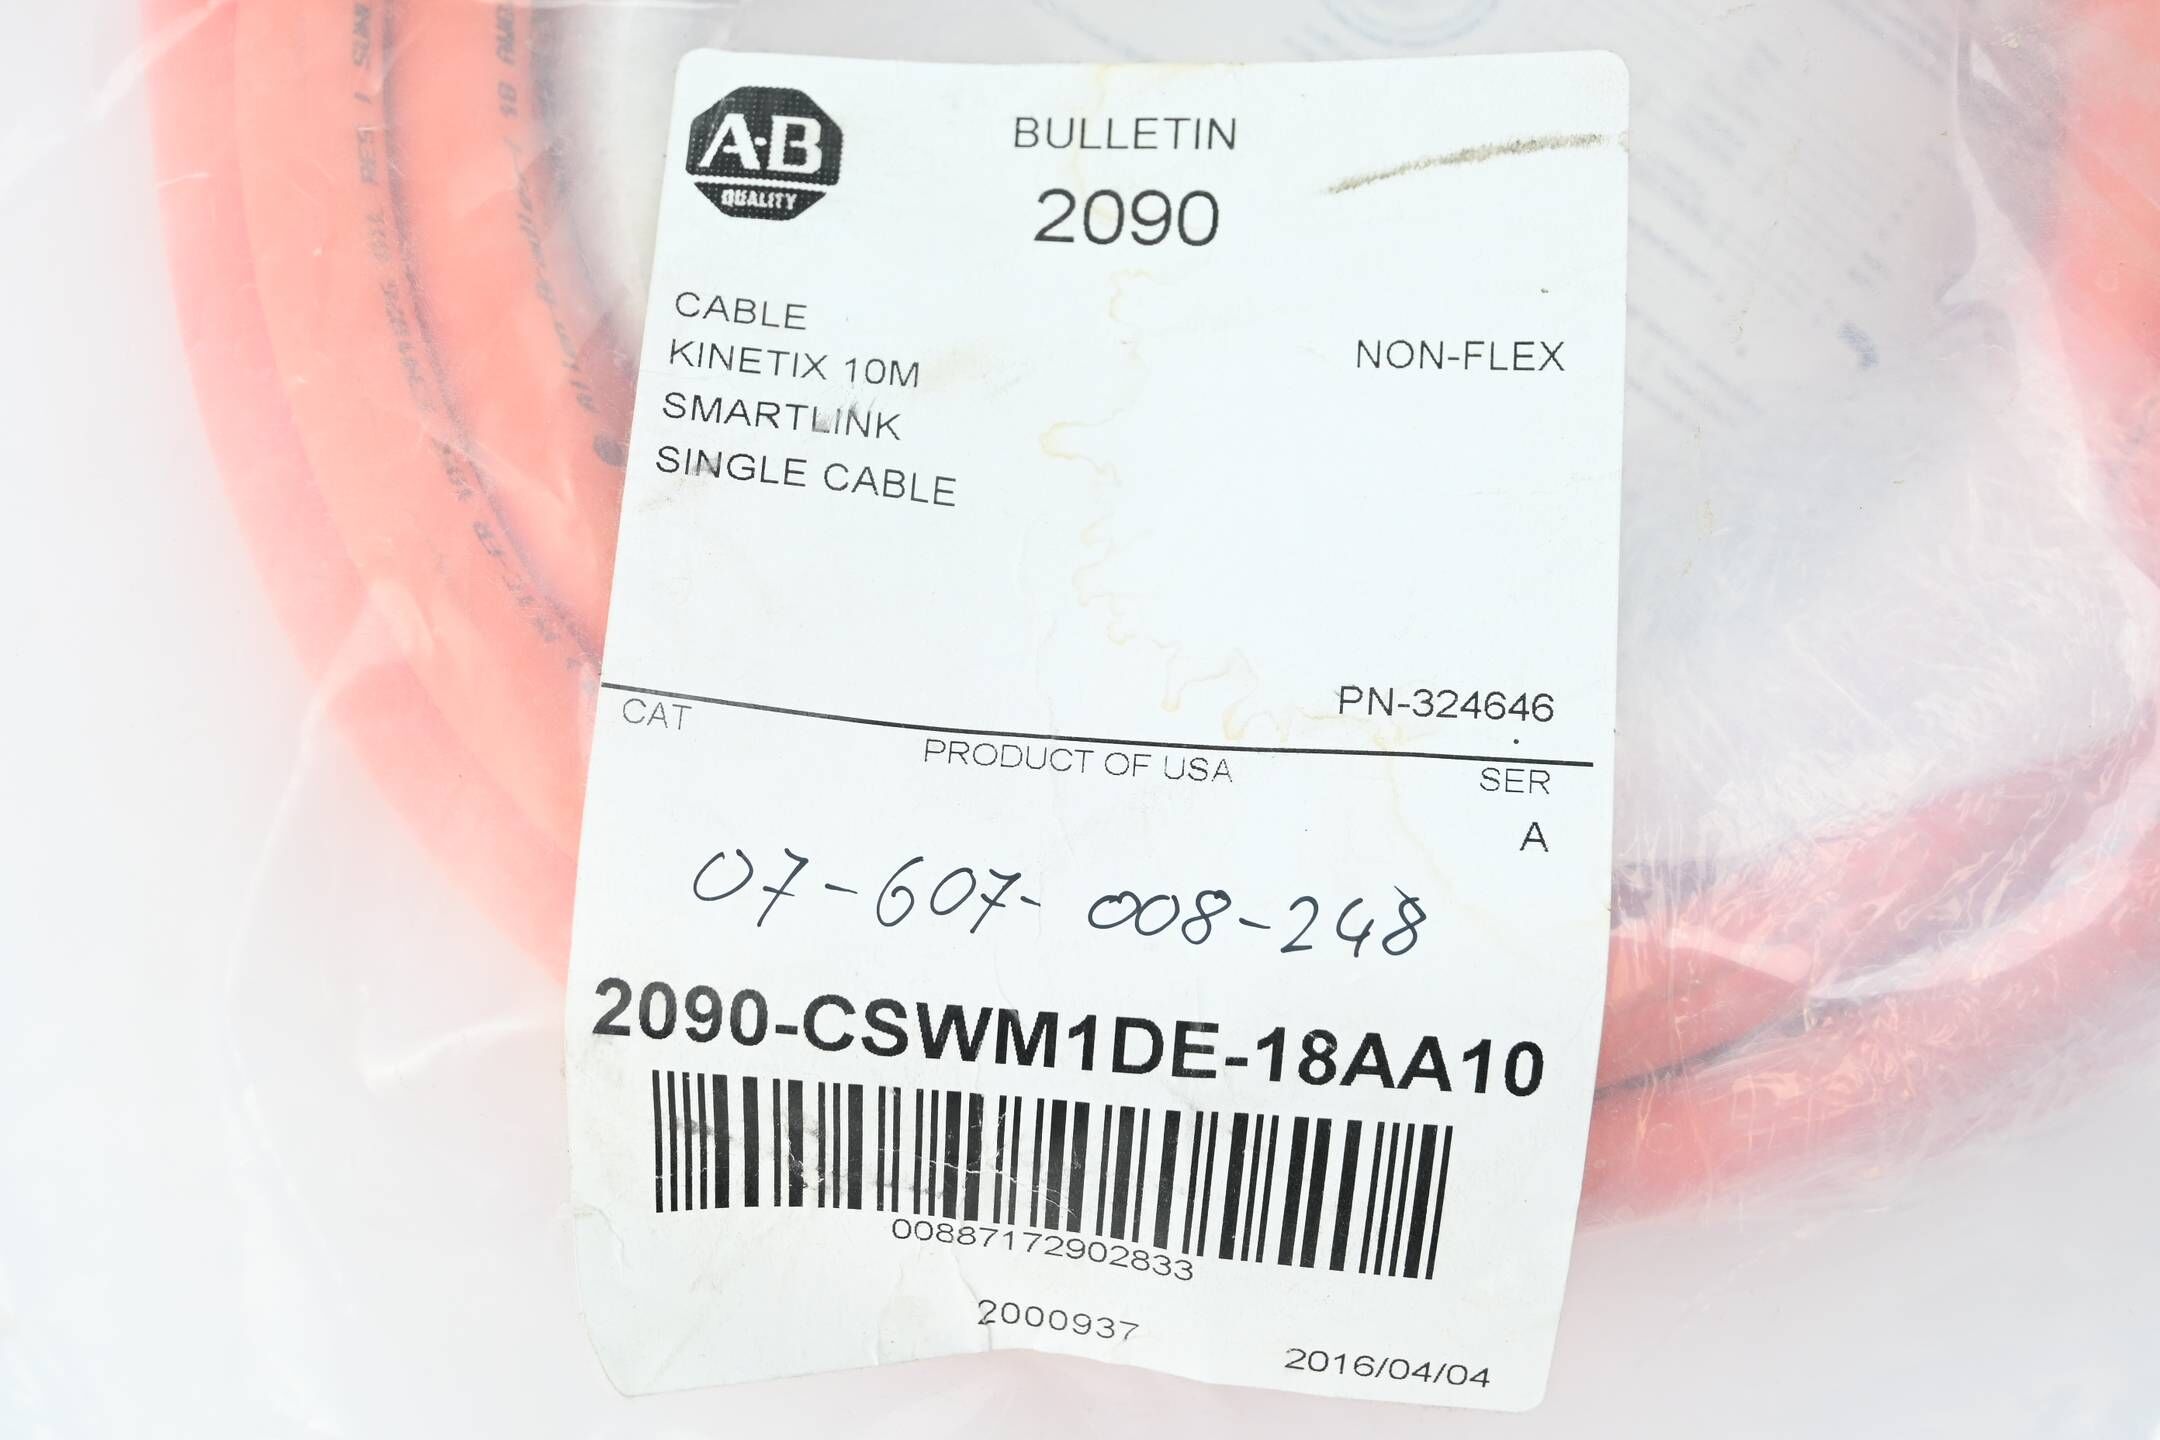 A-B
QUALITY
BULLETIN
2090
CABLE
KINETIX 10M
NON-FLEX
SMARTLINK
SINGLE CABLE
PN-324646
CAT
PRODUCT OF USA
SER
A
07-607-008-248
2090-CSWM1DE-18AA10
00887172902833
2000937
2016/04/04